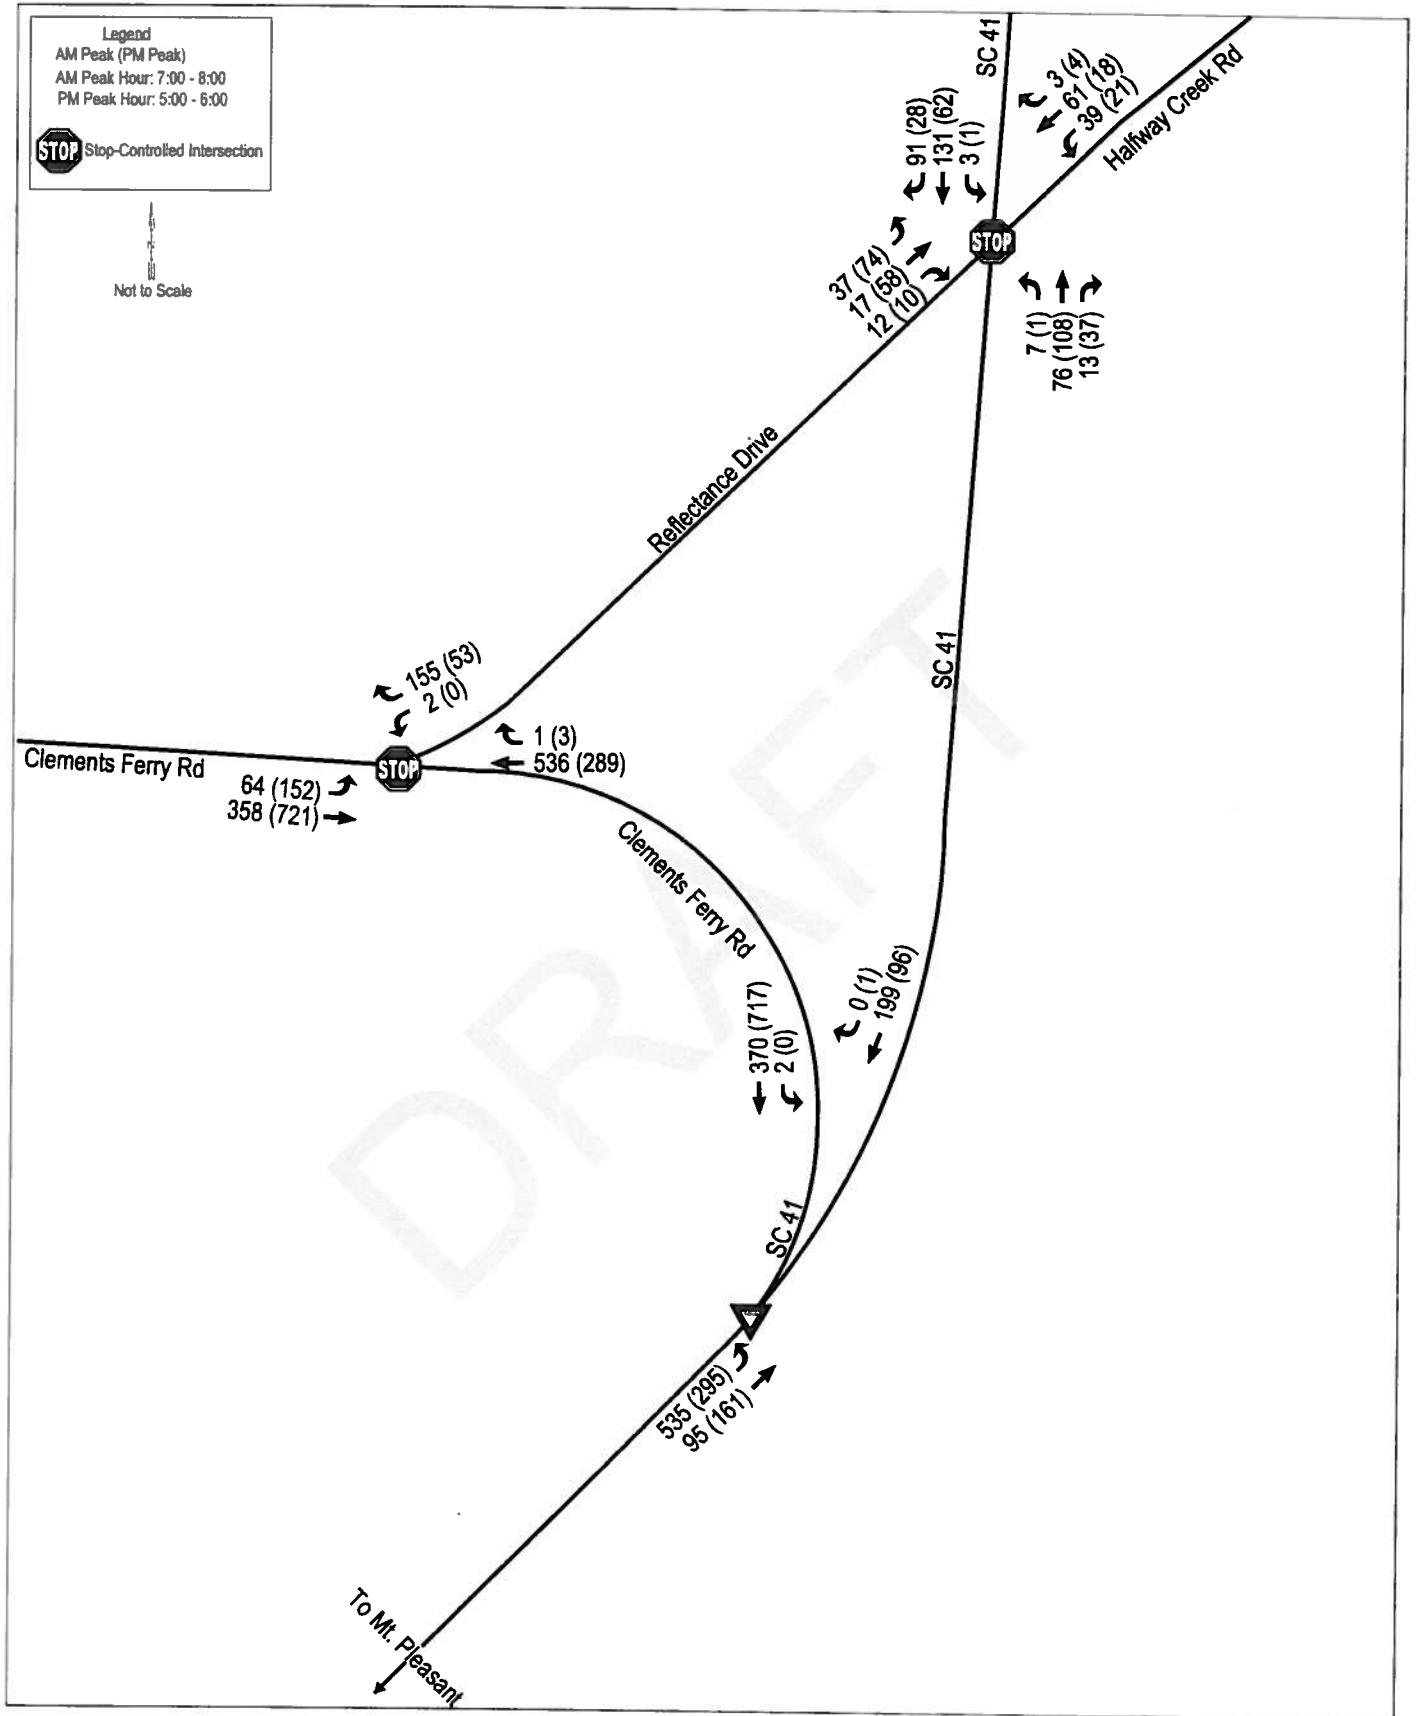 Legend
AM Peak (PM Peak)
AM Peak Hour: 7:00 - 8:00
PM Peak Hour: 5:00 - 6:00
STOP Stop-Controlled Intersection
Not to Scale
SC 41
3 (4)
61 (18)
39 (21)
Halfway Creek Rd
91 (28)
131 (62)
3 (1)
STOP
37 (74)
17 (58)
12 (10)
7 (1)
76 (108)
13 (37)
Reflectance Drive
SC 41
155 (53)
2 (0)
1 (3)
536 (289)
Clements Ferry Rd
STOP
64 (152)
358 (721)
Clements Ferry Rd
0 (1)
199 (96)
370 (717)
2 (0)
SC 41
535 (295)
95 (161)
To Mt. Pleasant
DRAFT